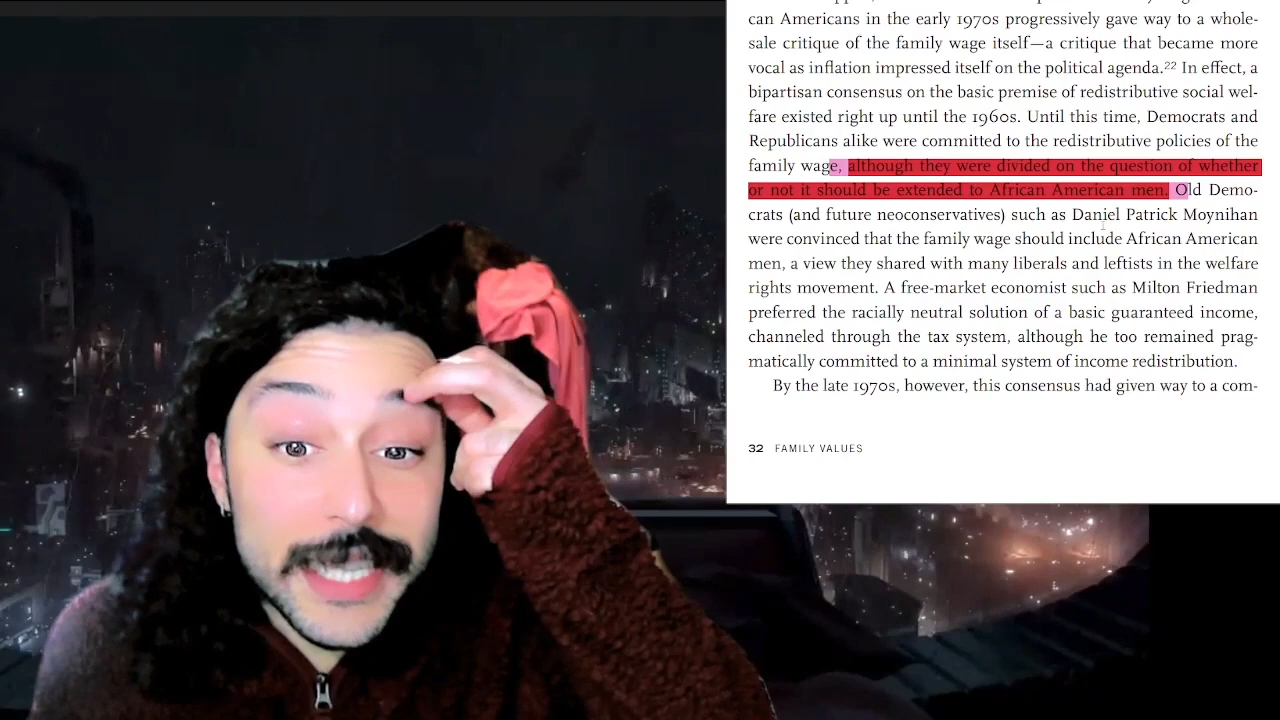 can Americans in the early 1970s progressively gave way to a whole-
sale critique of the family wage itself—a critique that became more
vocal as inflation impressed itself on the political agenda.²² In effect, a
bipartisan consensus on the basic premise of redistributive social wel-
fare existed right up until the 1960s. Until this time, Democrats and
Republicans alike were committed to the redistributive policies of the
family wage, although they were divided on the question of whether
or not it should be extended to African American men. Old Demo-
crats (and future neoconservatives) such as Daniel Patrick Moynihan
were convinced that the family wage should include African American
men, a view they shared with many liberals and leftists in the welfare
rights movement. A free-market economist such as Milton Friedman
preferred the racially neutral solution of a basic guaranteed income,
channeled through the tax system, although he too remained prag-
matically committed to a minimal system of income redistribution.
By the late 1970s, however, this consensus had given way to a com-
32 FAMILY VALUES